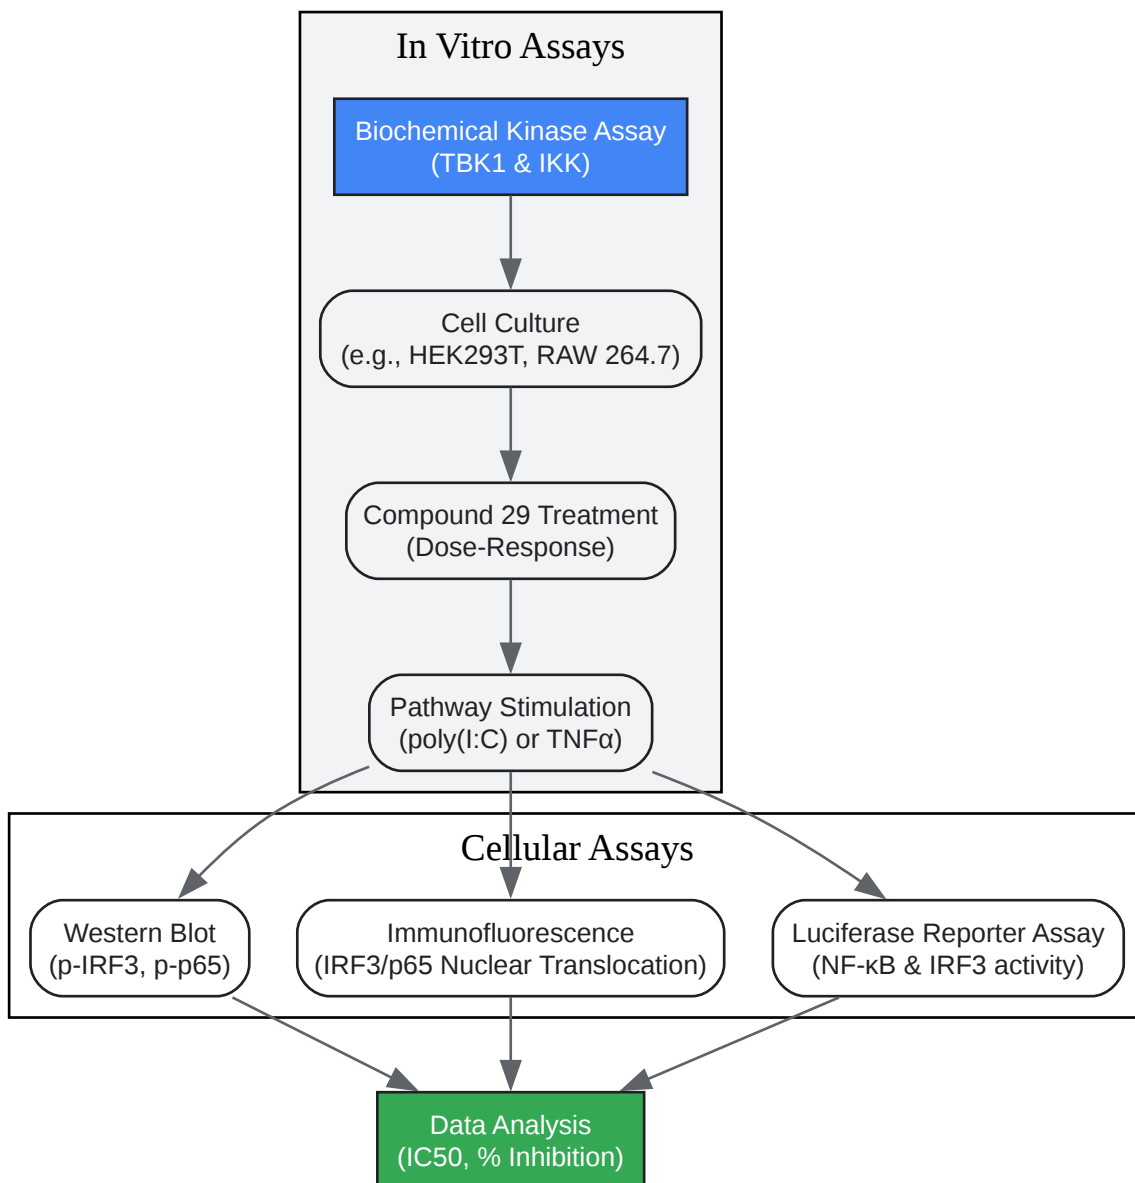 In Vitro Assays
Biochemical Kinase Assay
(TBK1 & IKK)
Cell Culture
(e.g., HEK293T, RAW 264.7)
Compound 29 Treatment
(Dose-Response)
Pathway Stimulation
(poly(I:C) or TNFα)
Cellular Assays
Western Blot
(p-IRF3, p-p65)
Immunofluorescence
(IRF3/p65 Nuclear Translocation)
Luciferase Reporter Assay
(NF-κB & IRF3 activity)
Data Analysis
(IC50, % Inhibition)